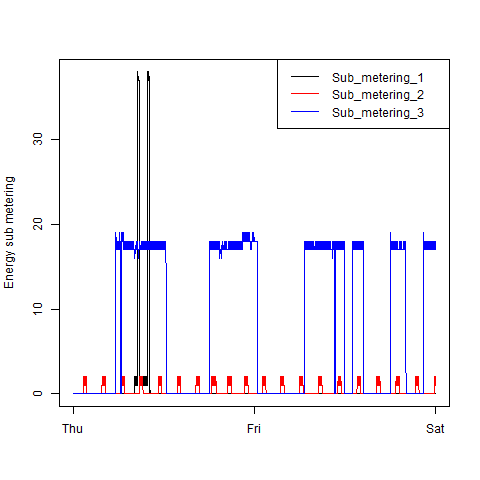 Sub_metering_1
Sub_metering_2
Sub_metering_3
Energy sub metering
30
20
10
0
Thu Fri Sat